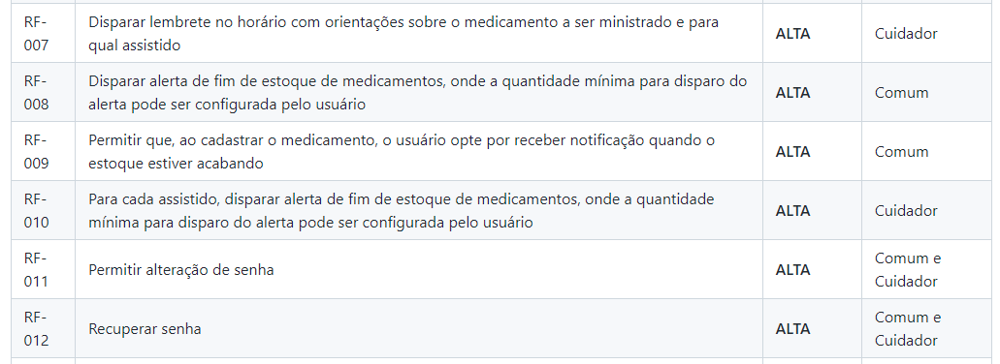 RF-
007
Disparar lembrete no horário com orientações sobre o medicamento a ser ministrado e para
qual assistido
ALTA
Cuidador
RF-
008
Disparar alerta de fim de estoque de medicamentos, onde a quantidade mínima para disparo do
alerta pode ser configurada pelo usuário
ALTA
Comum
RF-
009
Permitir que, ao cadastrar o medicamento, o usuário opte por receber notificação quando o
estoque estiver acabando
ALTA
Comum
RF-
010
Para cada assistido, disparar alerta de fim de estoque de medicamentos, onde a quantidade
mínima para disparo do alerta pode ser configurada pelo usuário
ALTA
Cuidador
RF-
011
Permitir alteração de senha
ALTA
Comum e
Cuidador
RF-
012
Recuperar senha
ALTA
Comum e
Cuidador